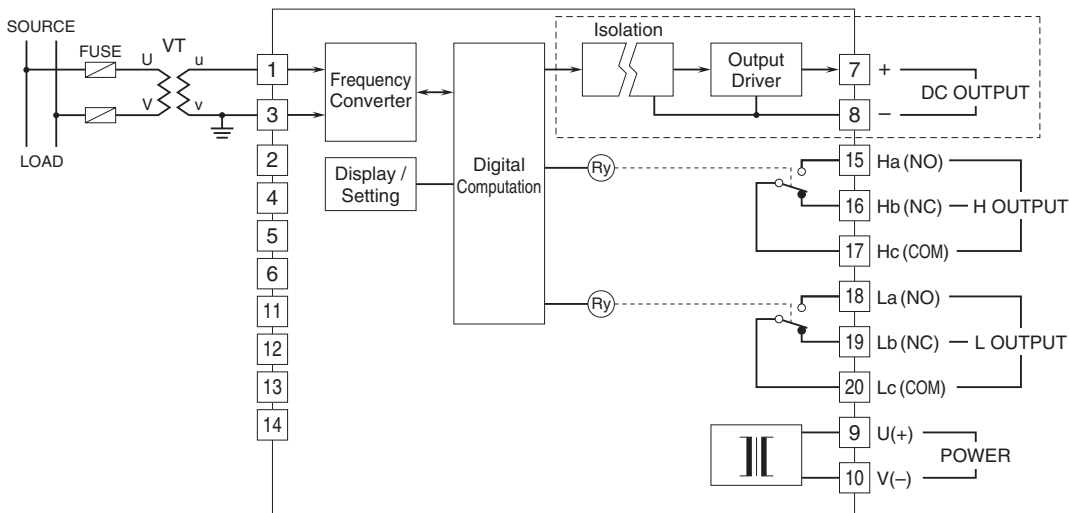 SOURCE
FUSE
VT
U
u
V
v
LOAD
1
3
2
4
5
6
11
12
13
14
Frequency
Converter
Display /
Setting
Digital
Computation
Isolation
Output
Driver
Ry
Ry
7 +
8 –
DC OUTPUT
15 Ha (NO)
16 Hb (NC)
17 Hc (COM)
H OUTPUT
18 La (NO)
19 Lb (NC)
20 Lc (COM)
L OUTPUT
9 U(+)
10 V(–)
POWER